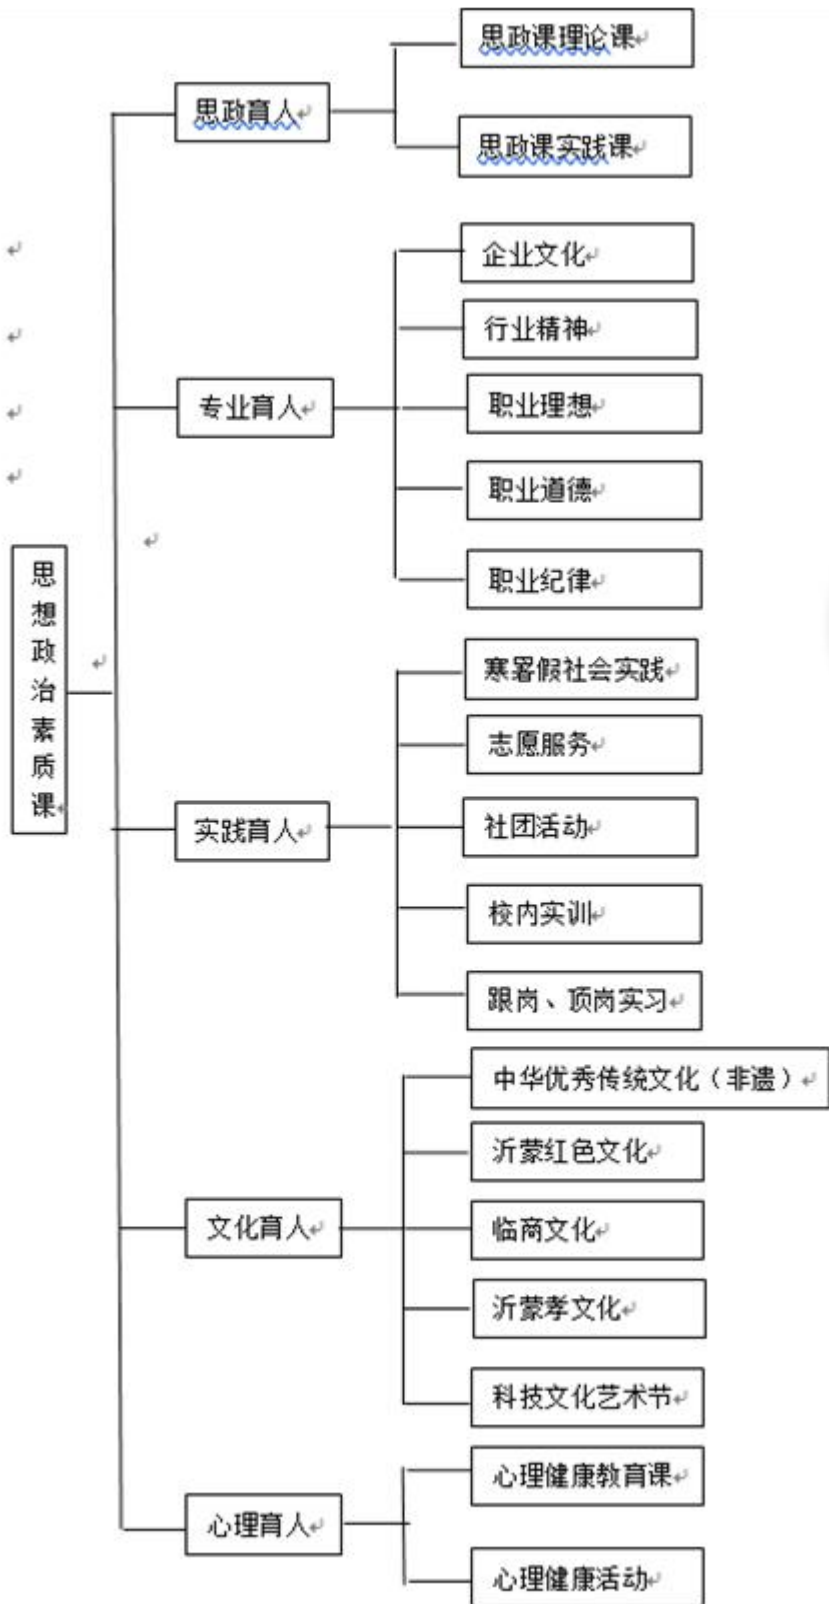 思想政治素质课
思政育人
思政课理论课
思政课实践课
专业育人
企业文化
行业精神
职业理想
职业道德
职业纪律
实践育人
寒署假社会实践
志愿服务
社团活动
校内实训
跟岗、顶岗实习
文化育人
中华优秀传统文化（非遗）
沂蒙红色文化
临商文化
沂蒙孝文化
科技文化艺术节
心理育人
心理健康教育课
心理健康活动